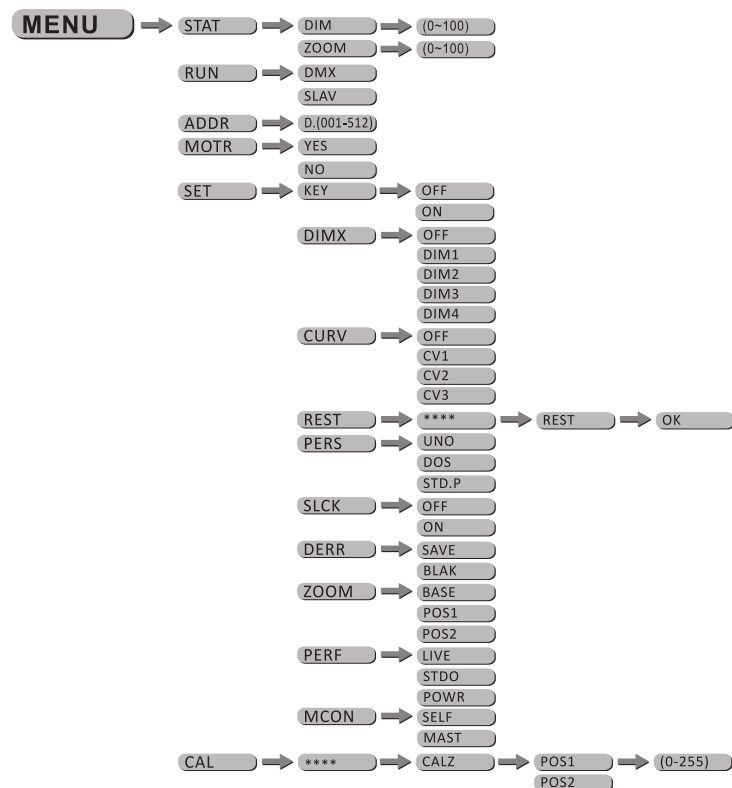 MENU STAT DIM (0~100)
ZOOM (0~100)
RUN DMX
SLAV
ADDR D.(001-512)
MOTR YES
NO
SET KEY OFF
ON
DIMX OFF
DIM1
DIM2
DIM3
DIM4
CURV OFF
CV1
CV2
CV3
REST **** REST OK
PERS UNO
DOS
STD.P
SLCK OFF
ON
DERR SAVE
BLAK
ZOOM BASE
POS1
POS2
PERF LIVE
STDO
POWR
MCON SELF
MAST
CAL **** CALZ POS1 (0-255)
POS2